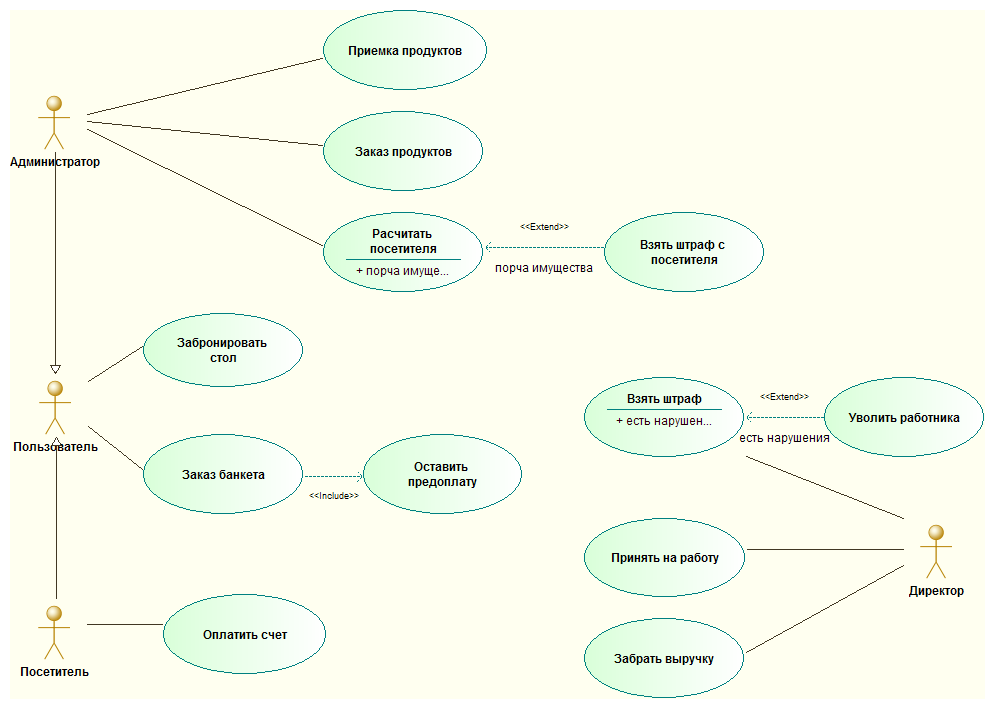 Приемка продуктов
Администратор
Заказ продуктов
Расчитать
посетителя
+ порча имуще...
<<Extend>>
порча имущества
Взять штраф с
посетителя
Забронировать
стол
Пользователь
Заказ банкета
<<Include>>
Оставить
предоплату
Взять штраф
+ есть нарушен...
<<Extend>>
есть нарушения
Уволить работника
Принять на работу
Директор
Посетитель
Оплатить счет
Забрать выручку